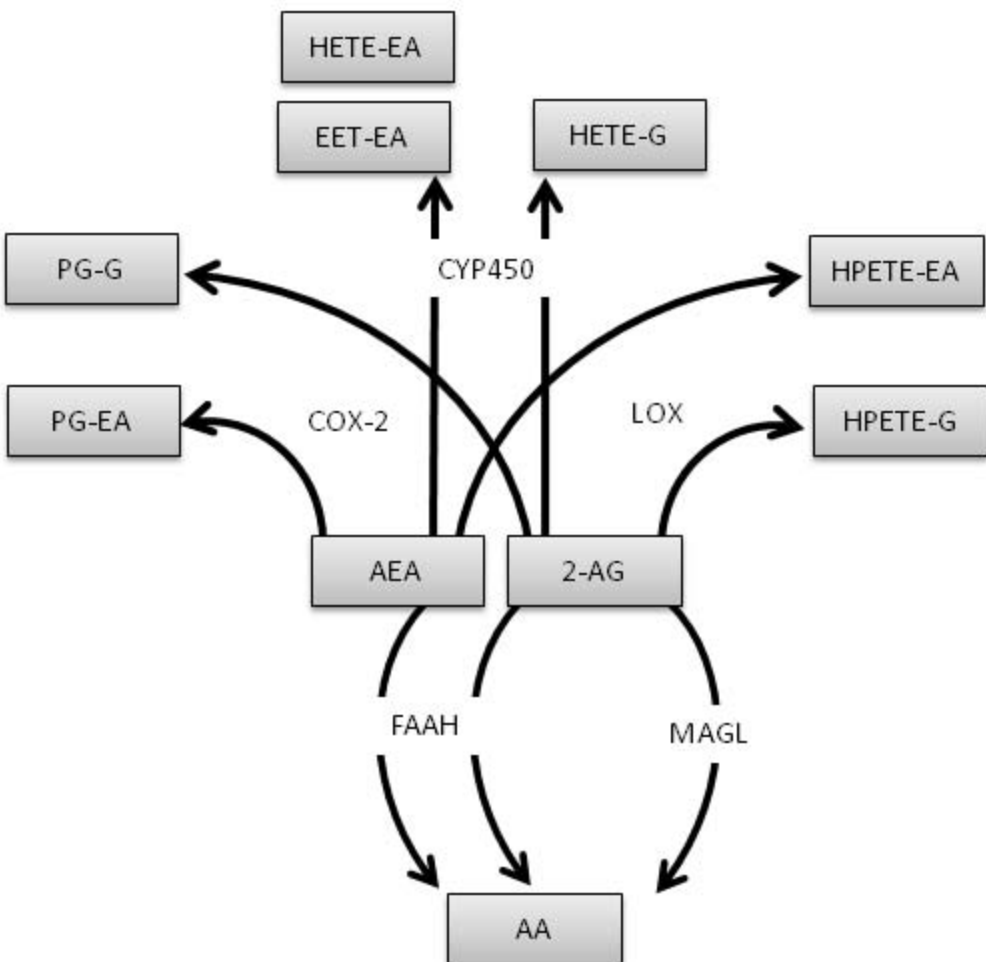 HETE-EA
EET-EA
HETE-G
PG-G
CYP450
HPETE-EA
PG-EA
COX-2
LOX
HPETE-G
AEA
2-AG
FAAH
MAGL
AA